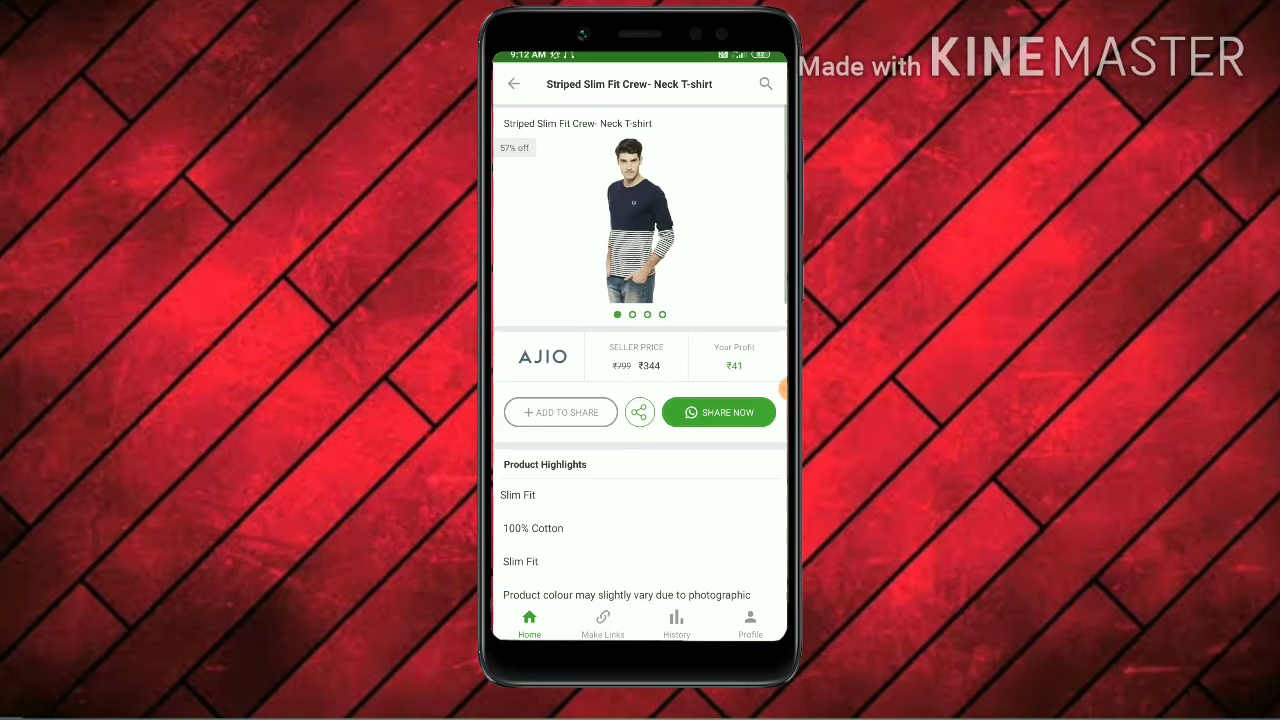 Made with KINEMASTER
9:12 AM
82
Striped Slim Fit Crew- Neck T-shirt
Striped Slim Fit Crew- Neck T-shirt
57% off
AJIO
SELLER PRICE
₹799 ₹344
Your Profit
₹41
+ ADD TO SHARE
SHARE NOW
Product Highlights
Slim Fit
100% Cotton
Slim Fit
Product colour may slightly vary due to photographic
Home
Make Links
History
Profile